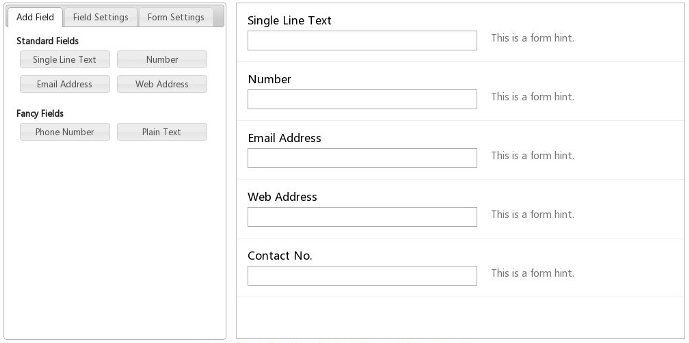 Add Field Field Settings Form Settings
Standard Fields
Single Line Text Number
Email Address Web Address
Fancy Fields
Phone Number Plain Text
Single Line Text
This is a form hint.
Number
This is a form hint.
Email Address
This is a form hint.
Web Address
This is a form hint.
Contact No.
This is a form hint.